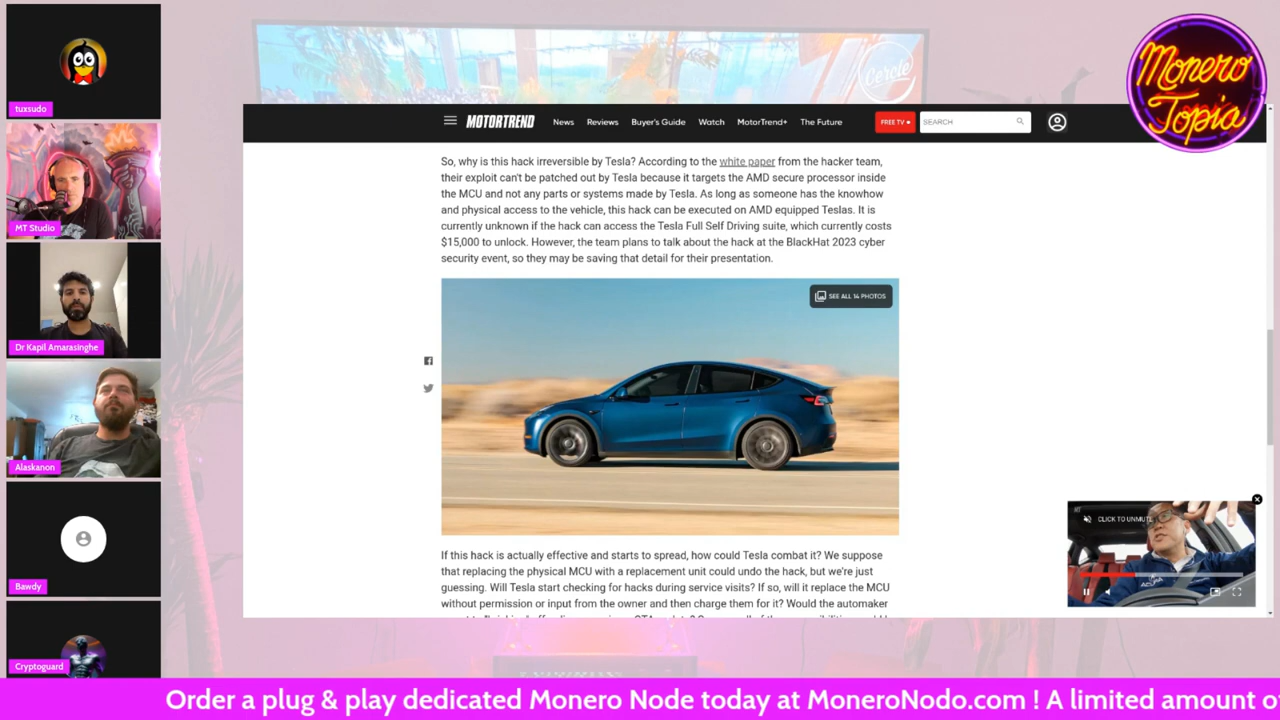 tuxsudo
MT Studio
Dr Kapil Amarasinghe
Alaskanon
Bawdy
Cryptoguard
Cercle
Monero
Topia
MOTORTREND
News
Reviews
Buyer's Guide
Watch
MotorTrend+
The Future
FREE TV
SEARCH
So, why is this hack irreversible by Tesla? According to the white paper from the hacker team,
their exploit can't be patched out by Tesla because it targets the AMD secure processor inside
the MCU and not any parts or systems made by Tesla. As long as someone has the knowhow
and physical access to the vehicle, this hack can be executed on AMD equipped Teslas. It is
currently unknown if the hack can access the Tesla Full Self Driving suite, which currently costs
$15,000 to unlock. However, the team plans to talk about the hack at the BlackHat 2023 cyber
security event, so they may be saving that detail for their presentation.
SEE ALL 14 PHOTOS
CLICK TO UNMUTE
If this hack is actually effective and starts to spread, how could Tesla combat it? We suppose
that replacing the physical MCU with a replacement unit could undo the hack, but we're just
guessing. Will Tesla start checking for hacks during service visits? If so, will it replace the MCU
without permission or input from the owner and then charge them for it? Would the automaker
Order a plug & play dedicated Monero Node today at MoneroNodo.com ! A limited amount o